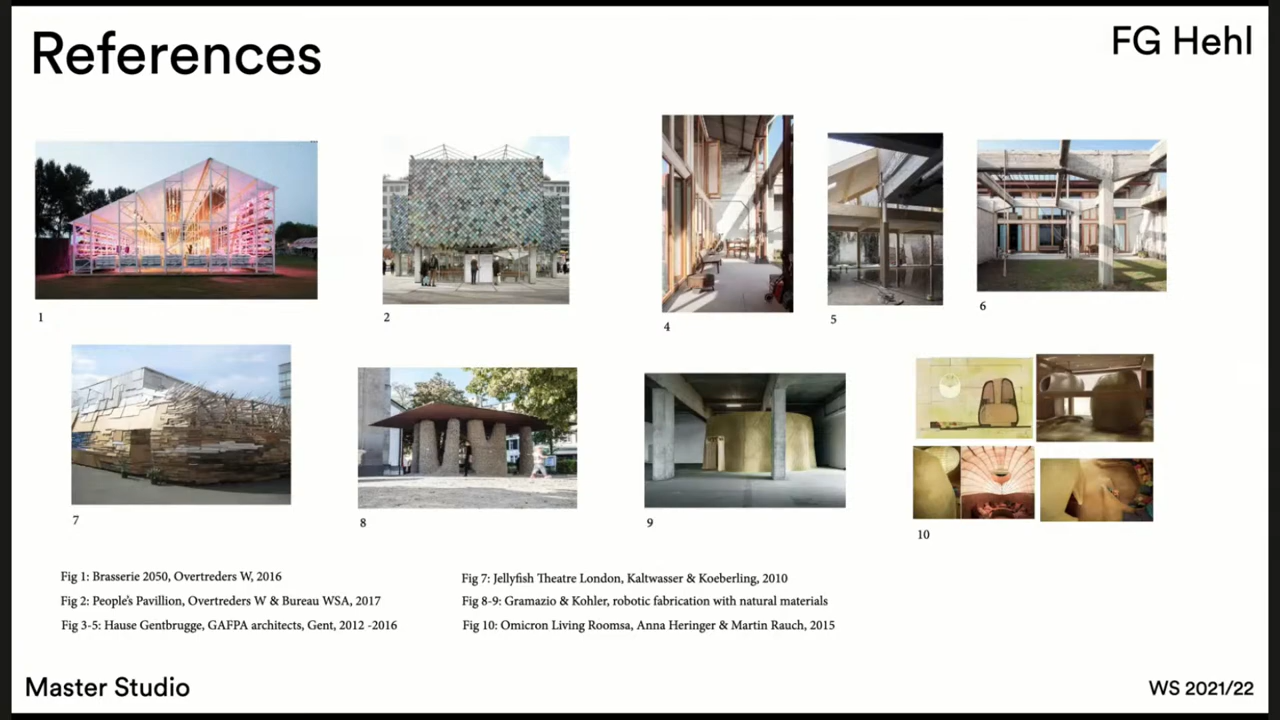 References
FG Hehl
1
2
4
5
6
7
8
9
10
Fig 1: Brasserie 2050, Overtreders W, 2016
Fig 2: People's Pavillion, Overtreders W & Bureau WSA, 2017
Fig 3-5: Hause Gentbrugge, GAFPA architects, Gent, 2012 -2016
Fig 7: Jellyfish Theatre London, Kaltwasser & Koeberling, 2010
Fig 8-9: Gramazio & Kohler, robotic fabrication with natural materials
Fig 10: Omicron Living Roomsa, Anna Heringer & Martin Rauch, 2015
Master Studio
WS 2021/22